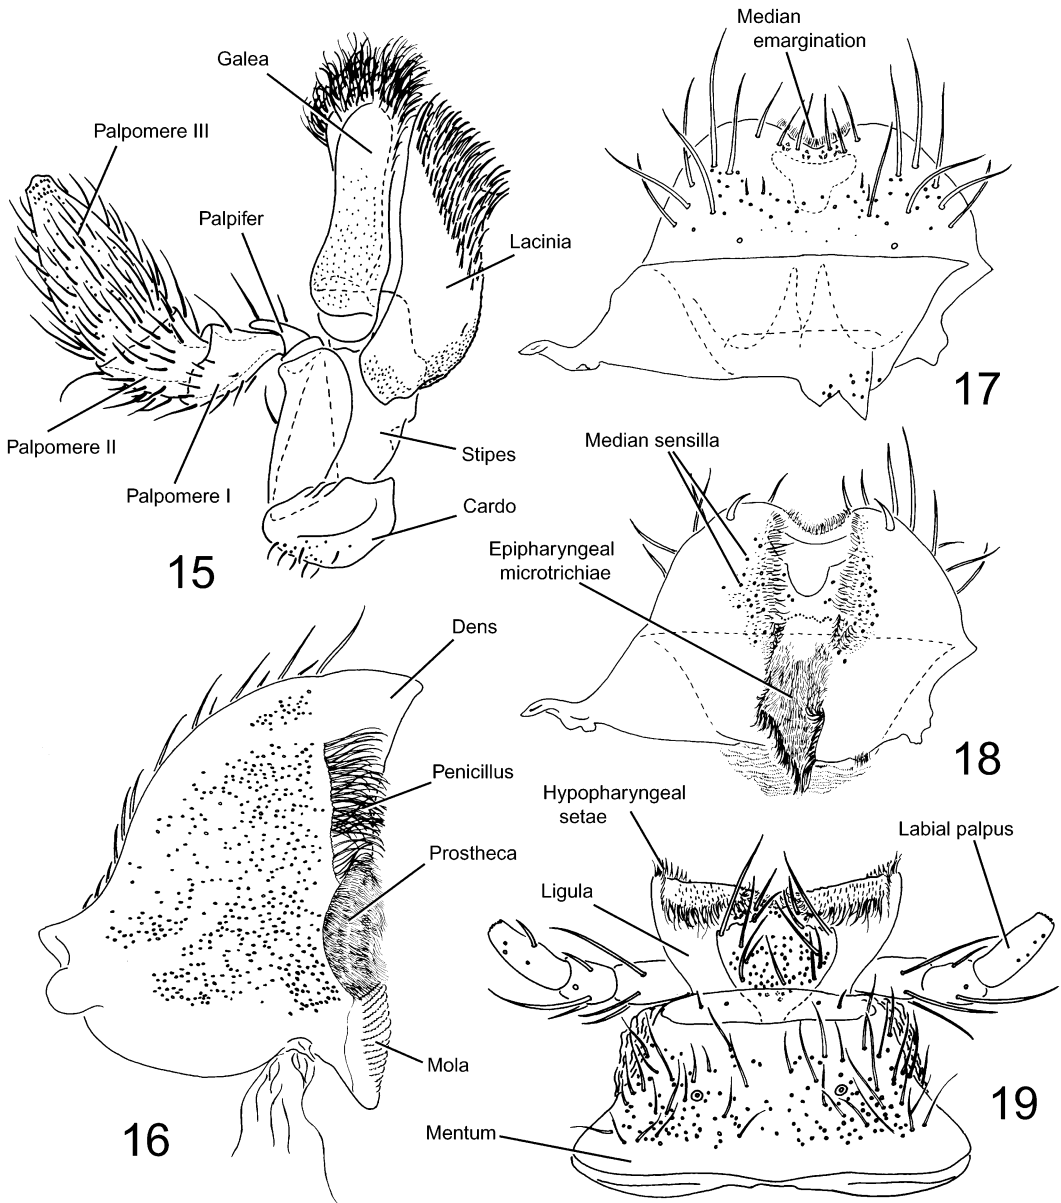 Galea
Palpomere III
Palpifer
Lacinia
Palpomere II
Palpomere I
Stipes
Cardo
15
Median
emargination
17
Median sensilla
Epipharyngeal
microtrichiae
18
Dens
Penicillus
Prostheca
Mola
16
Hypopharyngeal
setae
Labial palpus
Ligula
Mentum
19